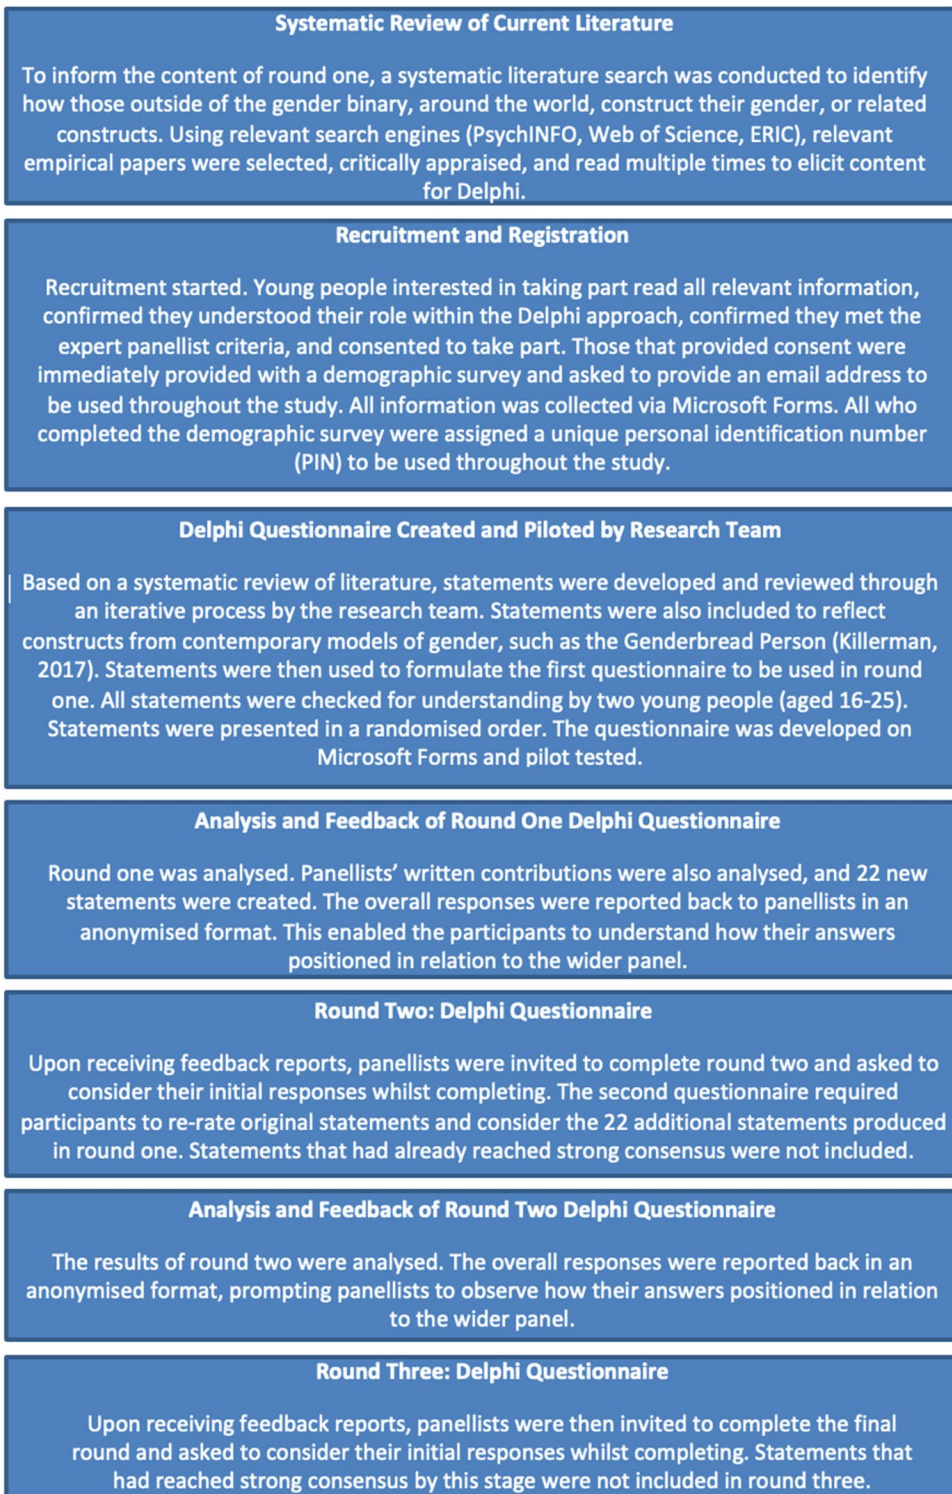 Systematic Review of Current Literature
To inform the content of round one, a systematic literature search was conducted to identify
how those outside of the gender binary, around the world, construct their gender, or related
constructs. Using relevant search engines (PsychINFO, Web of Science, ERIC), relevant
empirical papers were selected, critically appraised, and read multiple times to elicit content
for Delphi.
Recruitment and Registration
Recruitment started. Young people interested in taking part read all relevant information,
confirmed they understood their role within the Delphi approach, confirmed they met the
expert panellist criteria, and consented to take part. Those that provided consent were
immediately provided with a demographic survey and asked to provide an email address to
be used throughout the study. All information was collected via Microsoft Forms. All who
completed the demographic survey were assigned a unique personal identification number
(PIN) to be used throughout the study.
Delphi Questionnaire Created and Piloted by Research Team
Based on a systematic review of literature, statements were developed and reviewed through
an iterative process by the research team. Statements were also included to reflect
constructs from contemporary models of gender, such as the Genderbread Person (Killerman,
2017). Statements were then used to formulate the first questionnaire to be used in round
one. All statements were checked for understanding by two young people (aged 16-25).
Statements were presented in a randomised order. The questionnaire was developed on
Microsoft Forms and pilot tested.
Analysis and Feedback of Round One Delphi Questionnaire
Round one was analysed. Panellists’ written contributions were also analysed, and 22 new
statements were created. The overall responses were reported back to panellists in an
anonymised format. This enabled the participants to understand how their answers
positioned in relation to the wider panel.
Round Two: Delphi Questionnaire
Upon receiving feedback reports, panellists were invited to complete round two and asked to
consider their initial responses whilst completing. The second questionnaire required
participants to re-rate original statements and consider the 22 additional statements produced
in round one. Statements that had already reached strong consensus were not included.
Analysis and Feedback of Round Two Delphi Questionnaire
The results of round two were analysed. The overall responses were reported back in an
anonymised format, prompting panellists to observe how their answers positioned in relation
to the wider panel.
Round Three: Delphi Questionnaire
Upon receiving feedback reports, panellists were then invited to complete the final
round and asked to consider their initial responses whilst completing. Statements that
had reached strong consensus by this stage were not included in round three.